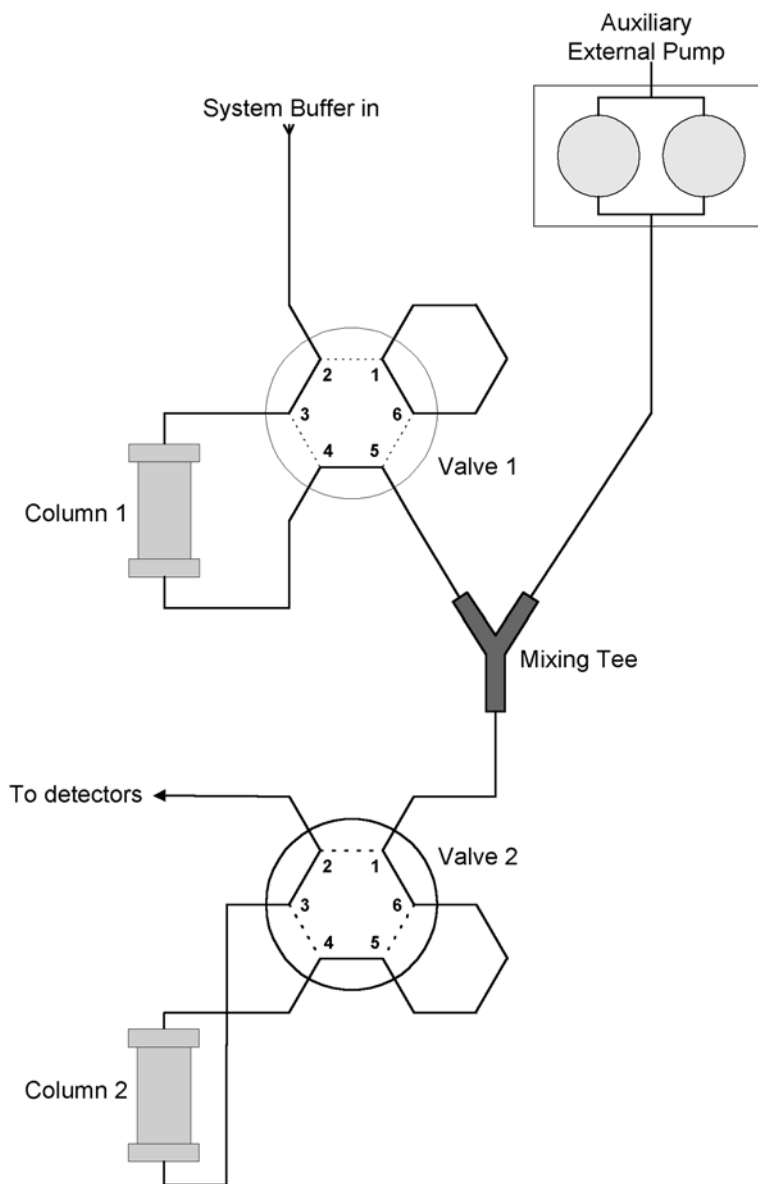 Auxiliary
External Pump
System Buffer in
2 1
3 6
4 5
Valve 1
Column 1
Mixing Tee
To detectors
Valve 2
2 1
3 6
4 5
Column 2